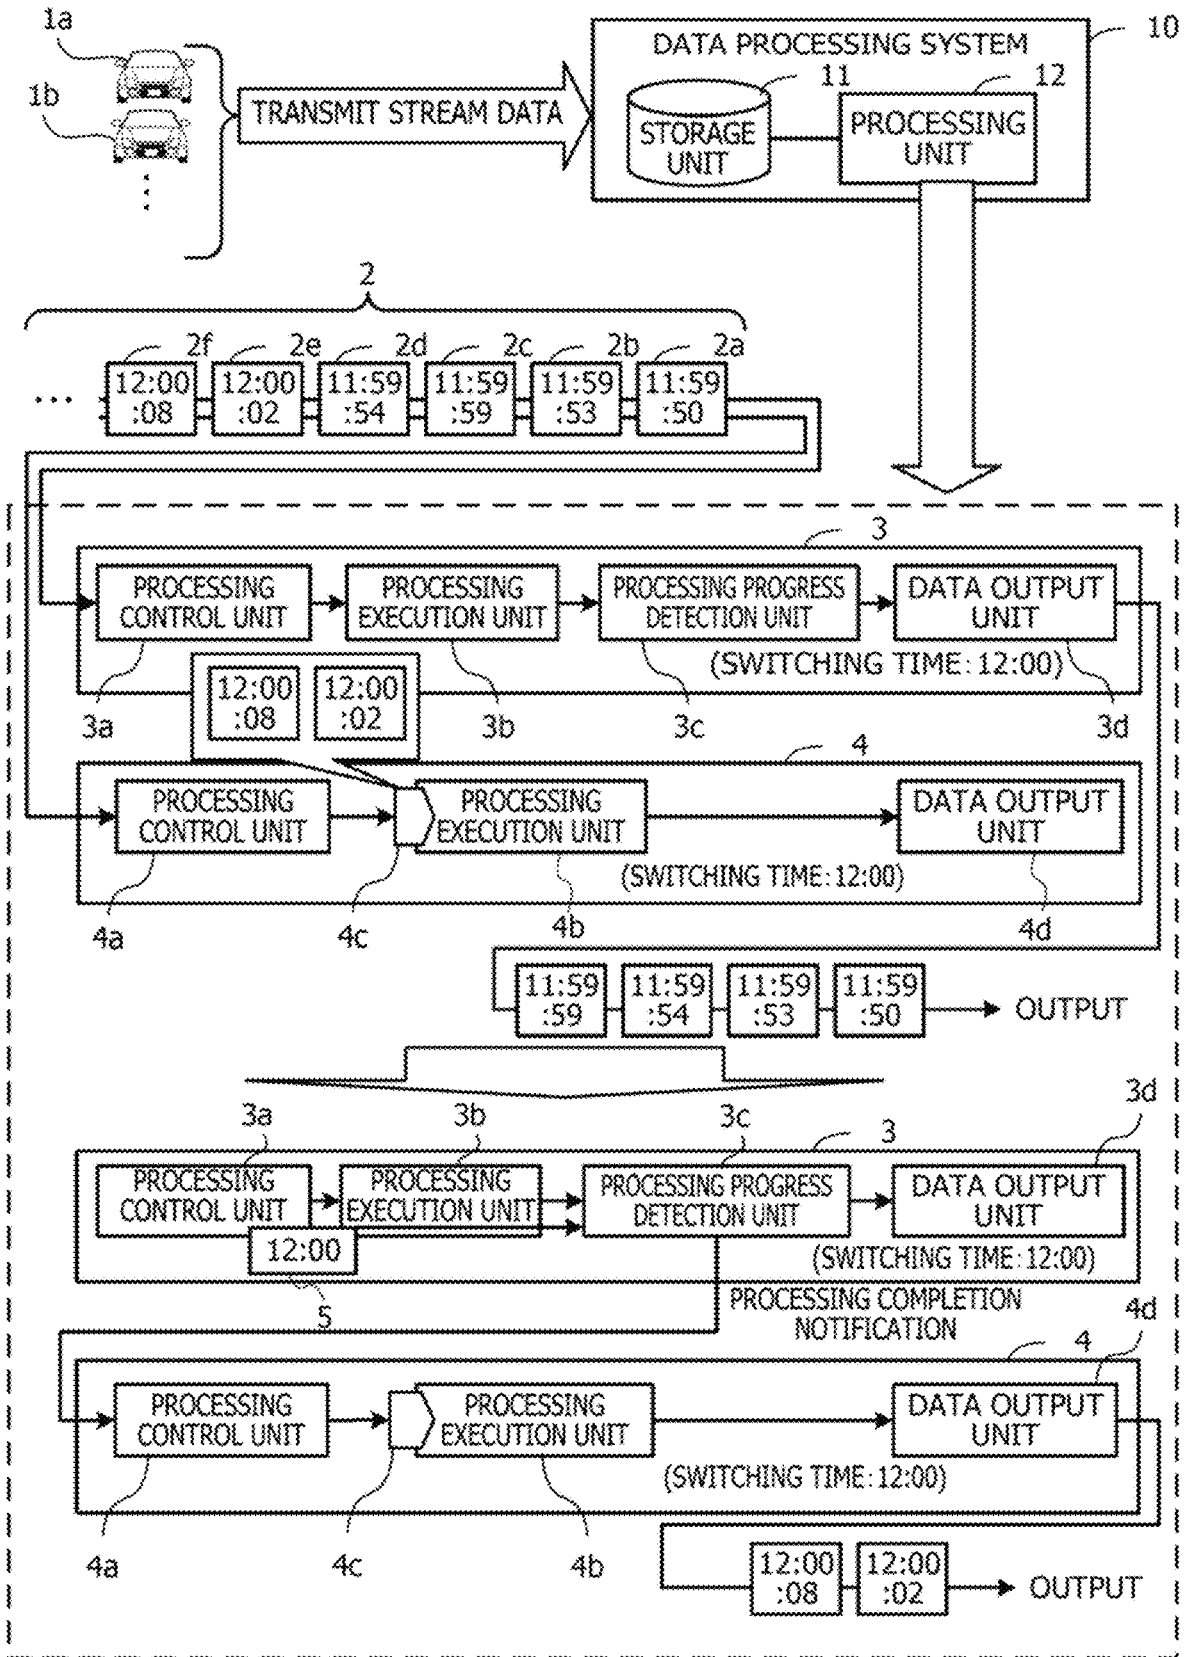 1a
1b
TRANSMIT STREAM DATA
10
DATA PROCESSING SYSTEM
11
12
STORAGE
UNIT
PROCESSING
UNIT
2
2f
2e
2d
2c
2b
2a
12:00
:08
12:00
:02
11:59
:54
11:59
:59
11:59
:53
11:59
:50
...
3
PROCESSING
CONTROL UNIT
PROCESSING
EXECUTION UNIT
PROCESSING PROGRESS
DETECTION UNIT
DATA OUTPUT
UNIT
(SWITCHING TIME: 12:00)
3a
12:00
:08
12:00
:02
3b
3c
3d
4
PROCESSING
CONTROL UNIT
PROCESSING
EXECUTION UNIT
DATA OUTPUT
UNIT
(SWITCHING TIME: 12:00)
4a
4c
4b
4d
11:59
:59
11:59
:54
11:59
:53
11:59
:50
OUTPUT
3a
3b
3c
3
3d
PROCESSING
CONTROL UNIT
PROCESSING
EXECUTION UNIT
PROCESSING PROGRESS
DETECTION UNIT
DATA OUTPUT
UNIT
12:00
(SWITCHING TIME: 12:00)
5
PROCESSING COMPLETION
NOTIFICATION
4
4d
PROCESSING
CONTROL UNIT
PROCESSING
EXECUTION UNIT
DATA OUTPUT
UNIT
(SWITCHING TIME: 12:00)
4a
4c
4b
12:00
:08
12:00
:02
OUTPUT